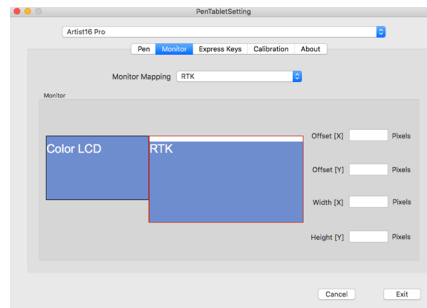 PenTabletSetting
Artist16 Pro
Pen Monitor Express Keys Calibration About
Monitor Mapping RTK
Monitor
Color LCD RTK
Offset [X] Pixels
Offset [Y] Pixels
Width [X] Pixels
Height [Y] Pixels
Cancel Exit